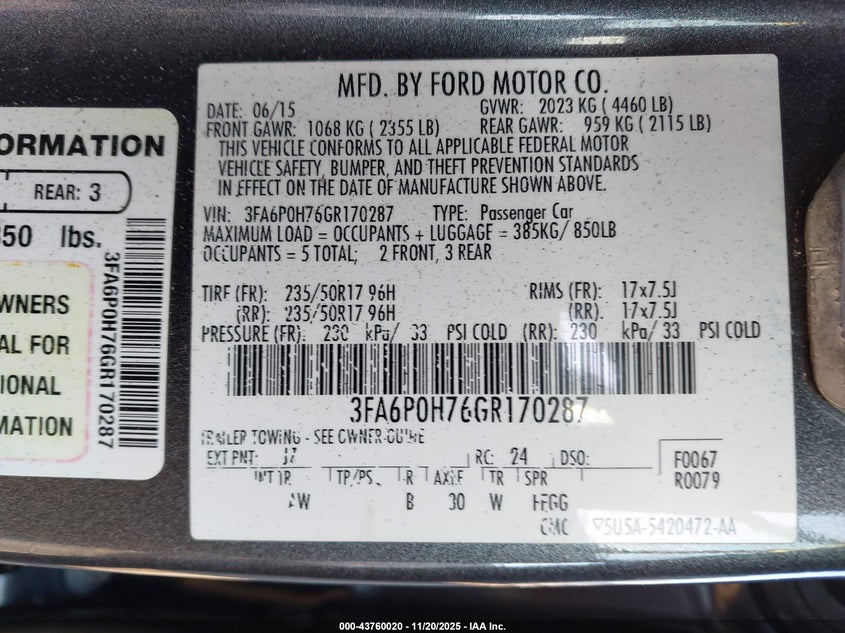 ORMATION
REAR: 3
350 lbs.
WNERS
AL FOR
IONAL
MATION
3FA6P0H76GR170287
MFD. BY FORD MOTOR CO.
DATE: 06/15 GVWR: 2023 KG ( 4460 LB)
FRONT GAWR: 1068 KG ( 2355 LB) REAR GAWR: 959 KG ( 2115 LB)
THIS VEHICLE CONFORMS TO ALL APPLICABLE FEDERAL MOTOR
VEHICLE SAFETY, BUMPER, AND THEFT PREVENTION STANDARDS
IN EFFECT ON THE DATE OF MANUFACTURE SHOWN ABOVE.
VIN: 3FA6P0H76GR170287 TYPE: Passenger Car
MAXIMUM LOAD = OCCUPANTS + LUGGAGE = 385KG/ 850LB
OCCUPANTS = 5 TOTAL; 2 FRONT, 3 REAR
TIRE (FR): 235/50R17 96H RIMS (FR): 17x7.5J
(RR): 235/50R17 96H (RR): 17x7.5J
PRESSURE (FR): 230 kPa/ 33 PSI COLD (RR): 230 kPa/ 33 PSI COLD
3FA6P0H76GR170287
TRAILER TOWING - SEE OWNER GUIDE
EXT PNT: RC: 24 DSO: F0067
INT TR TP/PS R AXLE TR SPR R0079
W B 30 W
CMC ▽5U5A-5420472-AA
000-43760020 - 11/20/2025 - IAA Inc.